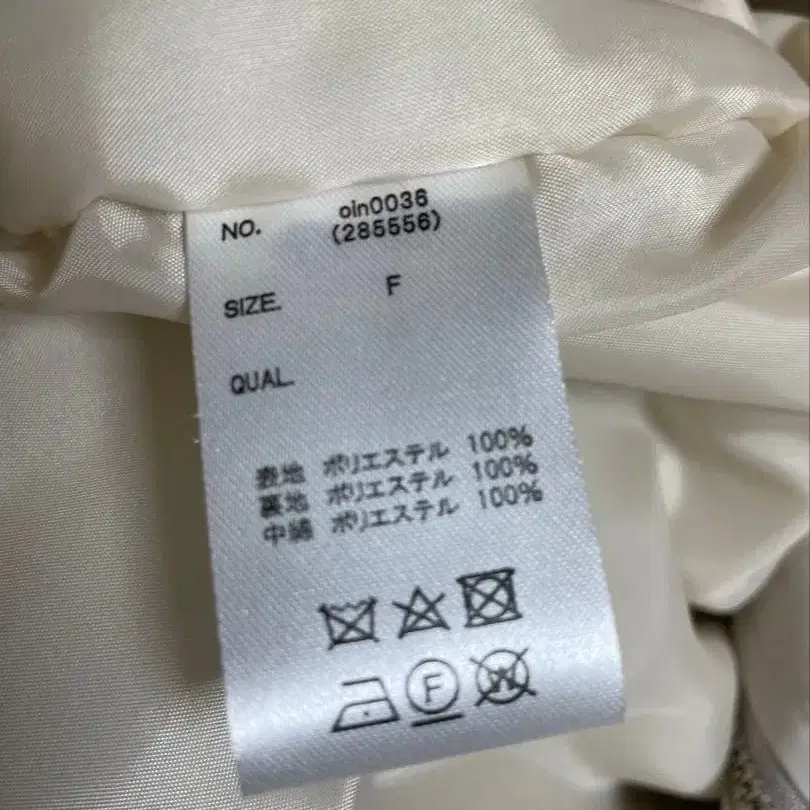 NO. oin0036
(285556)
SIZE. F
QUAL.
表地 ポリエステル 100%
裏地 ポリエステル 100%
中綿 ポリエステル 100%
F
W